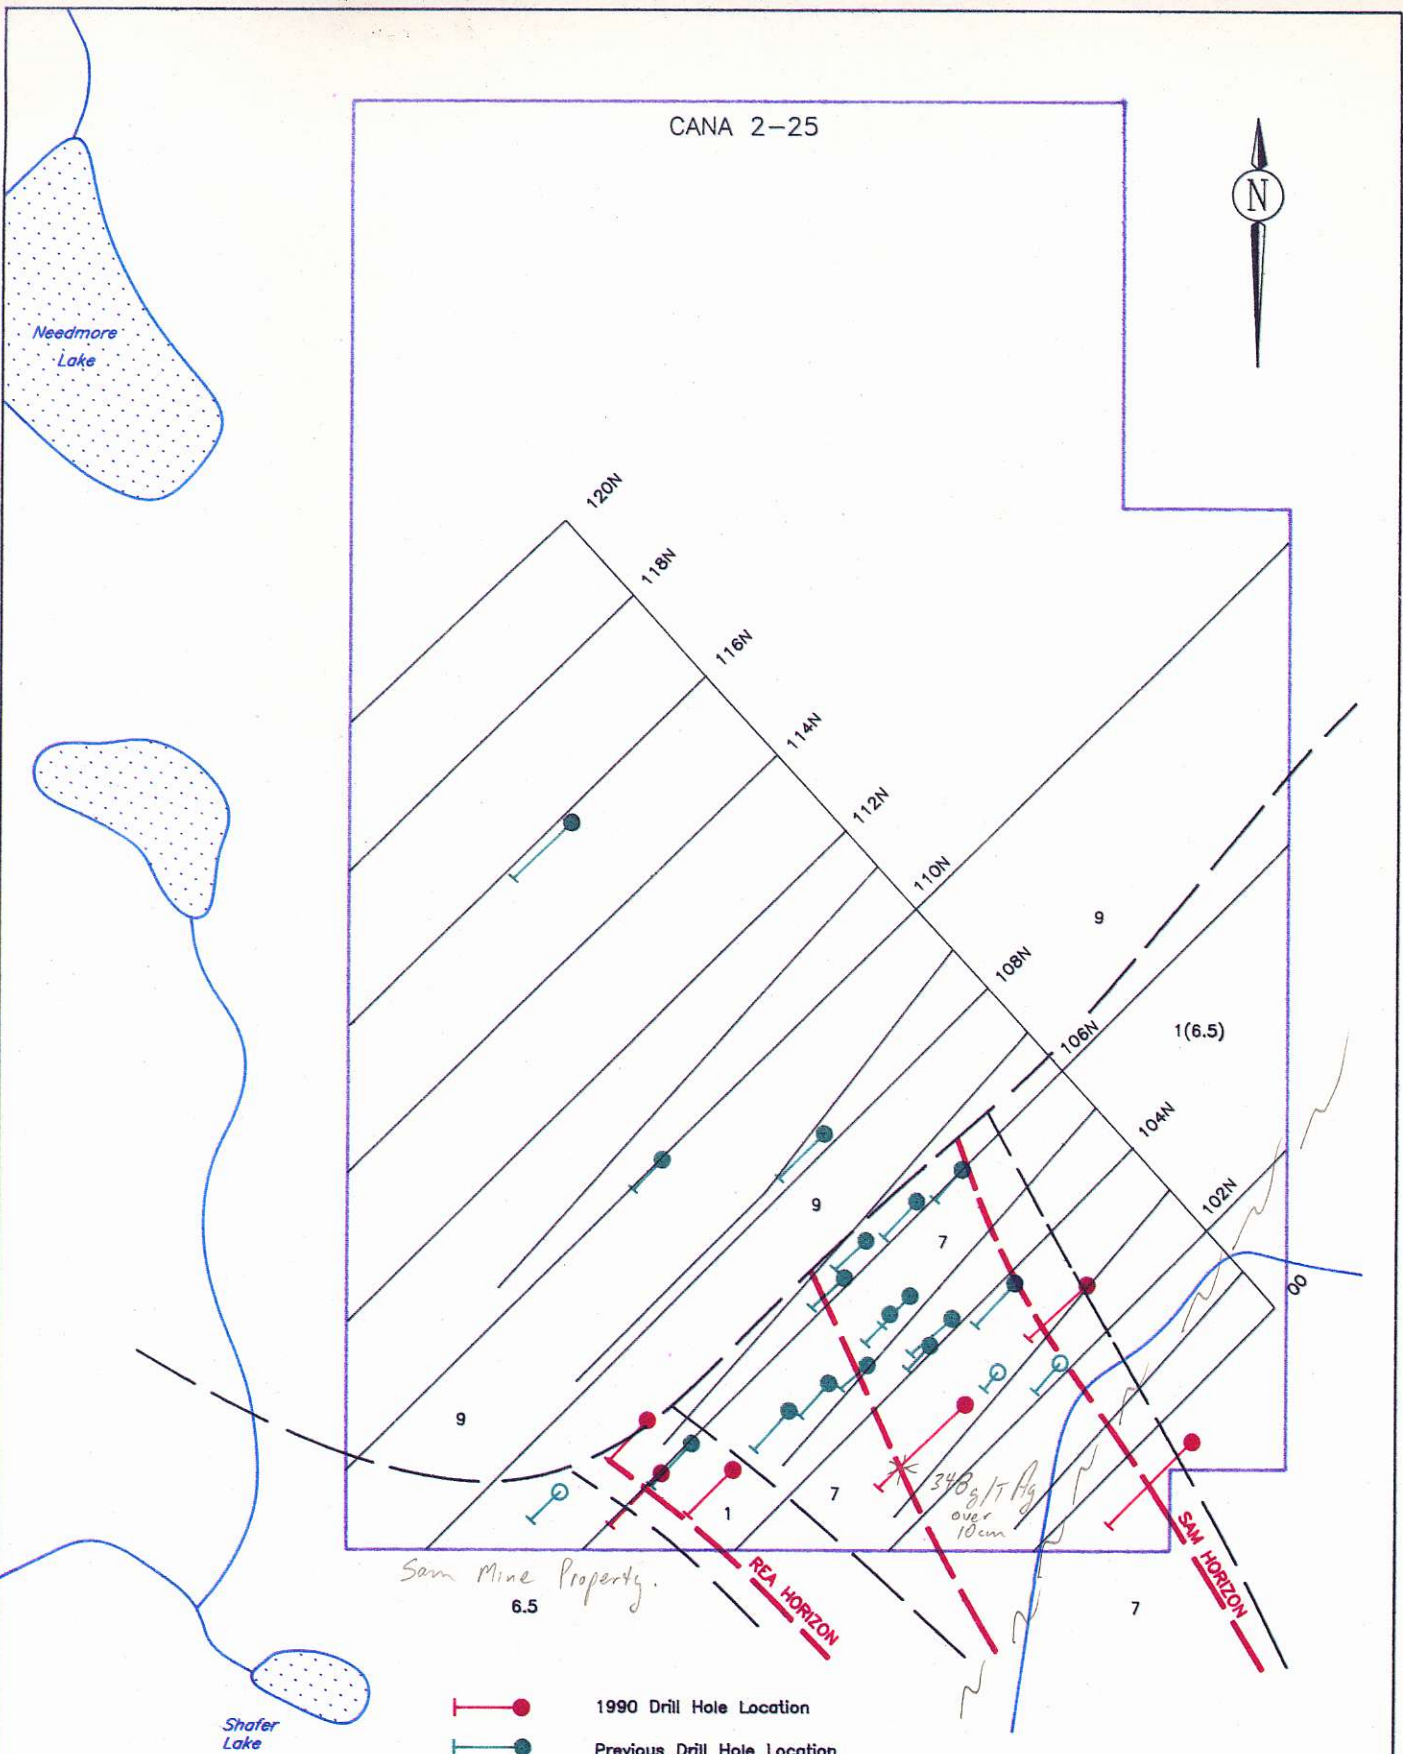 CANA 2-25
N
Needmore
Lake
120N
118N
116N
114N
112N
110N
9
108N
1(6.5)
106N
104N
102N
9
7
00
9
348g/T Ag
over
10cm
7
1
SAM HORIZON
Sam Mine Property.
REA HORIZON
6.5
7
1990 Drill Hole Location
Shafer
Lake
Previous Drill Hole Location